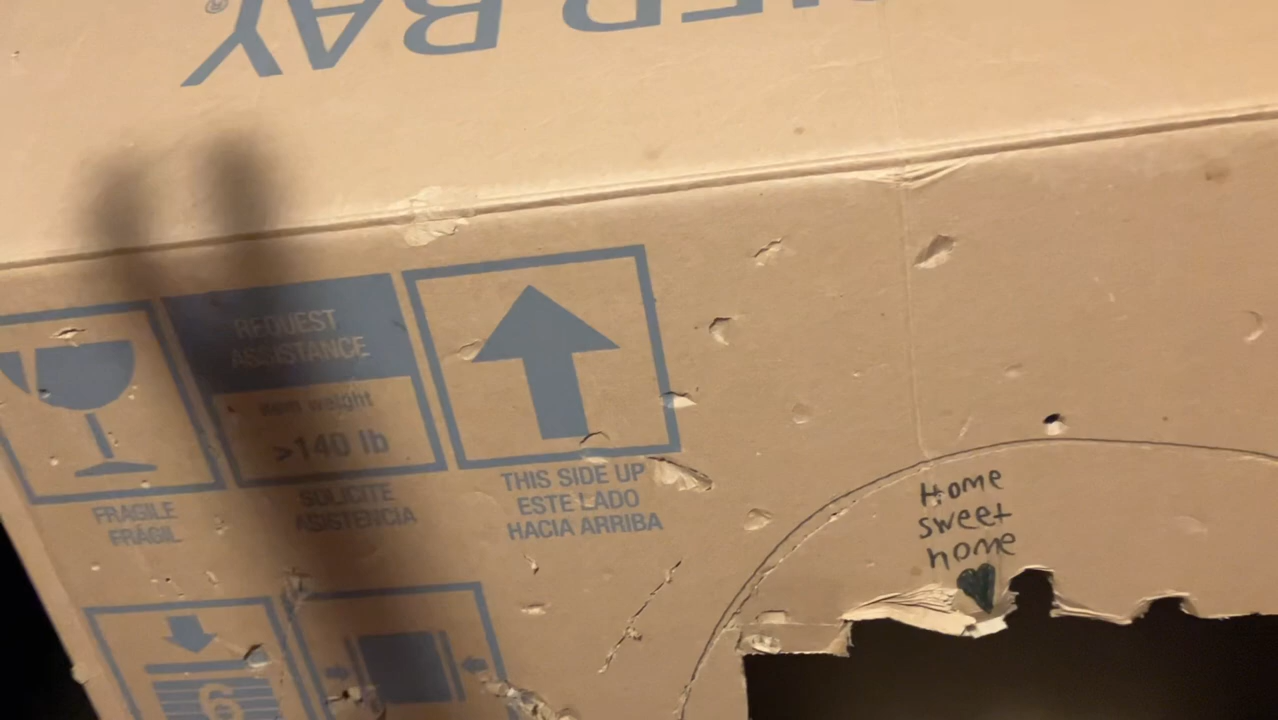 BAY
®
REQUEST
ASSISTANCE
item weight
>140 lb
SOLICITE
ASISTENCIA
FRAGILE
FRÁGIL
THIS SIDE UP
ESTE LADO
HACIA ARRIBA
Home
sweet
home
6